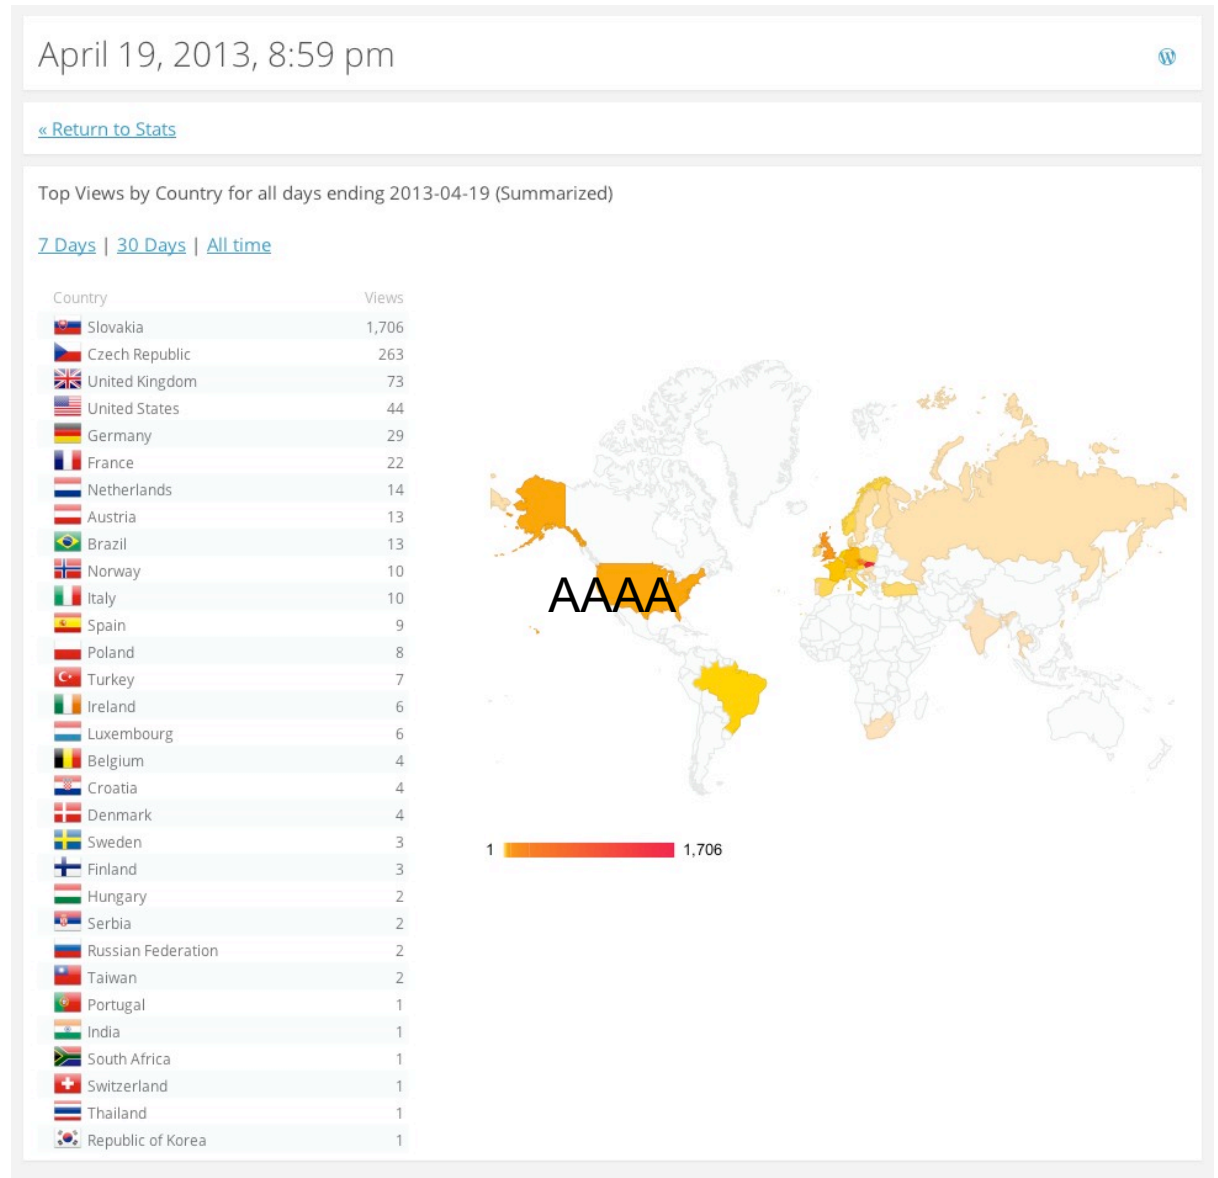 April 19, 2013, 8:59 pm
« Return to Stats
Top Views by Country for all days ending 2013-04-19 (Summarized)
7 Days | 30 Days | All time
Country Views
Slovakia 1,706
Czech Republic 263
United Kingdom 73
United States 44
Germany 29
France 22
Netherlands 14
Austria 13
Brazil 13
Norway 10
Italy 10
Spain 9
Poland 8
Turkey 7
Ireland 6
Luxembourg 6
Belgium 4
Croatia 4
Denmark 4
Sweden 3
Finland 3
Hungary 2
Serbia 2
Russian Federation 2
Taiwan 2
Portugal 1
India 1
South Africa 1
Switzerland 1
Thailand 1
Republic of Korea 1
AAAA
1 1,706